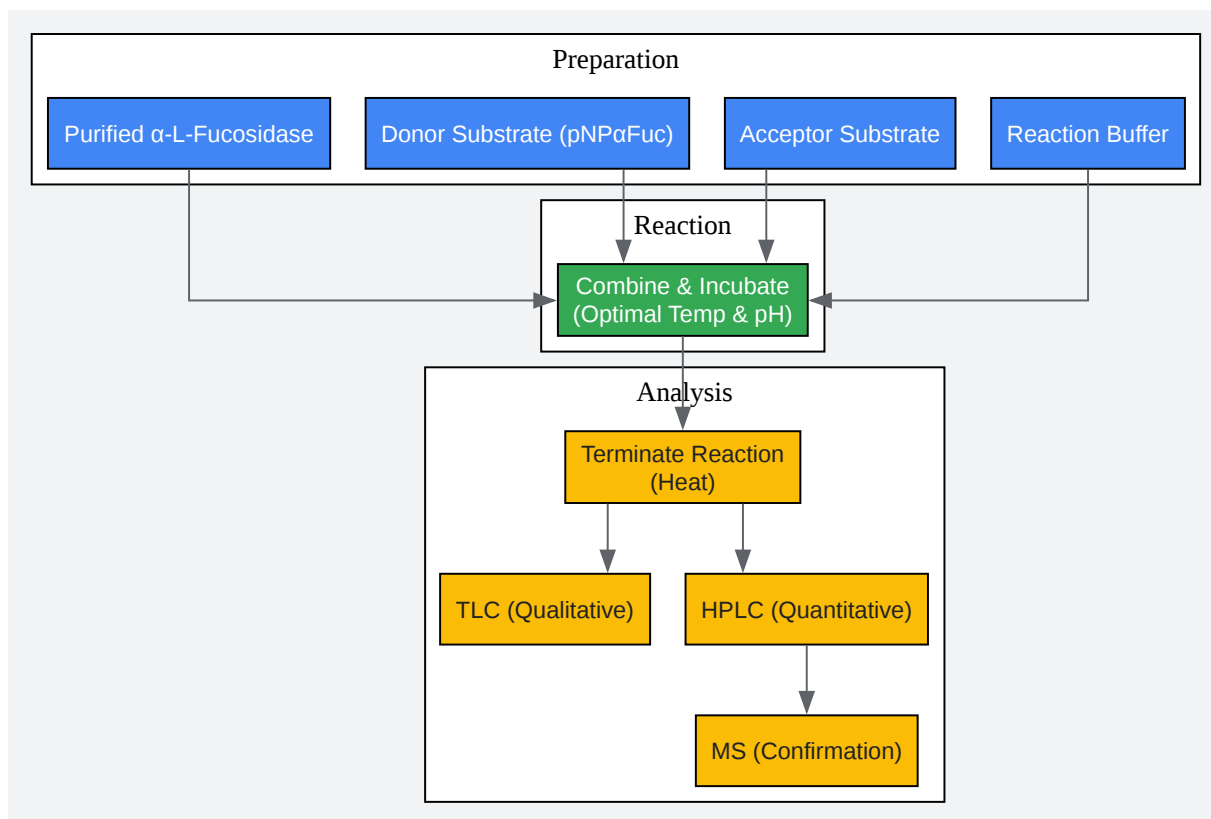 Preparation
Purified α-L-Fucosidase
Donor Substrate (pNPαFuc)
Acceptor Substrate
Reaction Buffer
Reaction
Combine & Incubate
(Optimal Temp & pH)
Analysis
Terminate Reaction
(Heat)
TLC (Qualitative)
HPLC (Quantitative)
MS (Confirmation)